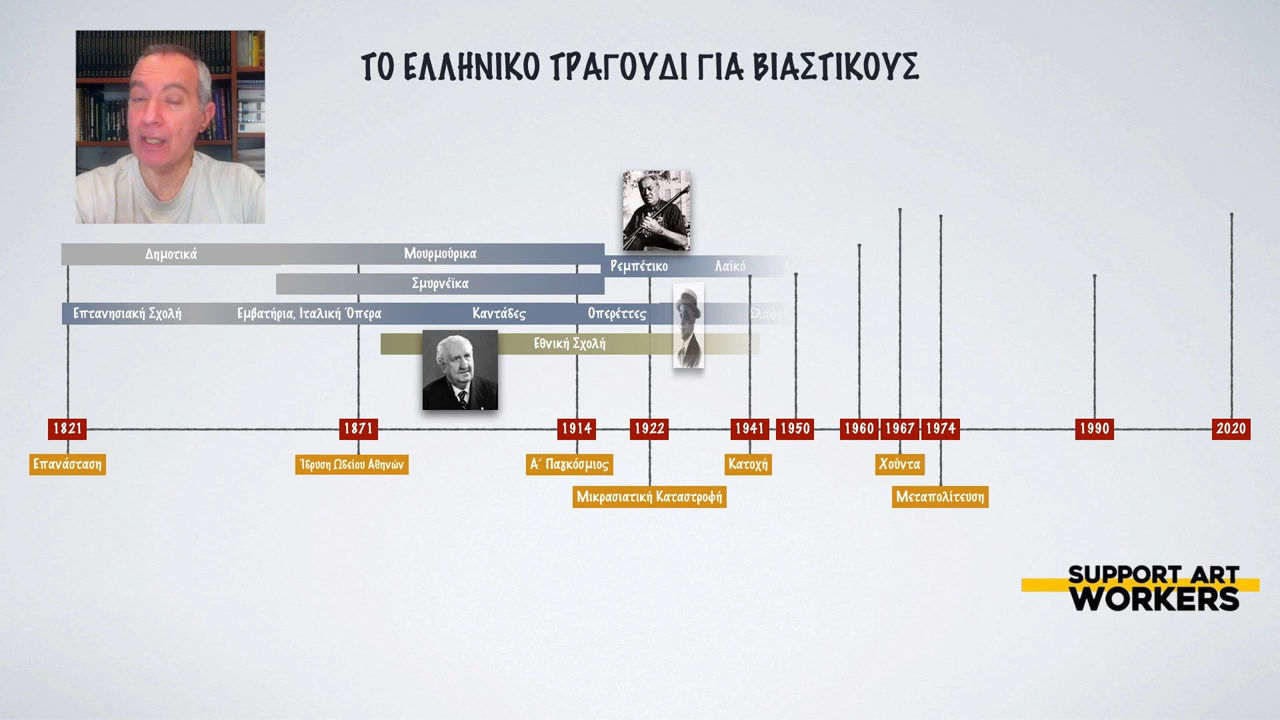 ΤΟ ΕΛΛΗΝΙΚΟ ΤΡΑΓΟΥΔΙ ΓΙΑ ΒΙΑΣΤΙΚΟΥΣ
Δημοτικά Μουρμούρικα
Ρεμπέτικο Λαϊκό
Σμυρνέϊκα
Επτανησιακή Σχολή Εμβατήρια, Ιταλική Όπερα Καντάδες Οπερέττες
Εθνική Σχολή
1821 1871 1914 1922 1941 1950 1960 1967 1974 1990 2020
Επανάσταση Ίδρυση Ωδείου Αθηνών Α΄ Παγκόσμιος Κατοχή Χούντα
Μικρασιατική Καταστροφή Μεταπολίτευση
SUPPORT ART
WORKERS